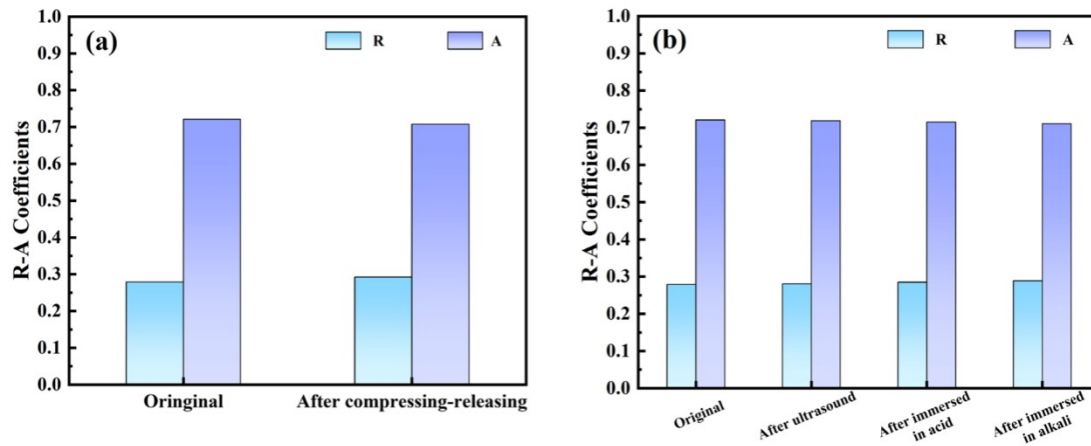 (a)
R
A
R-A Coefficients
1.0
0.9
0.8
0.7
0.6
0.5
0.4
0.3
0.2
0.1
0.0
Oringinal
After compressing-releasing
(b)
R
A
R-A Coefficients
1.0
0.9
0.8
0.7
0.6
0.5
0.4
0.3
0.2
0.1
0.0
Original
After ultrasound
After immersed
in acid
After immersed
in alkali